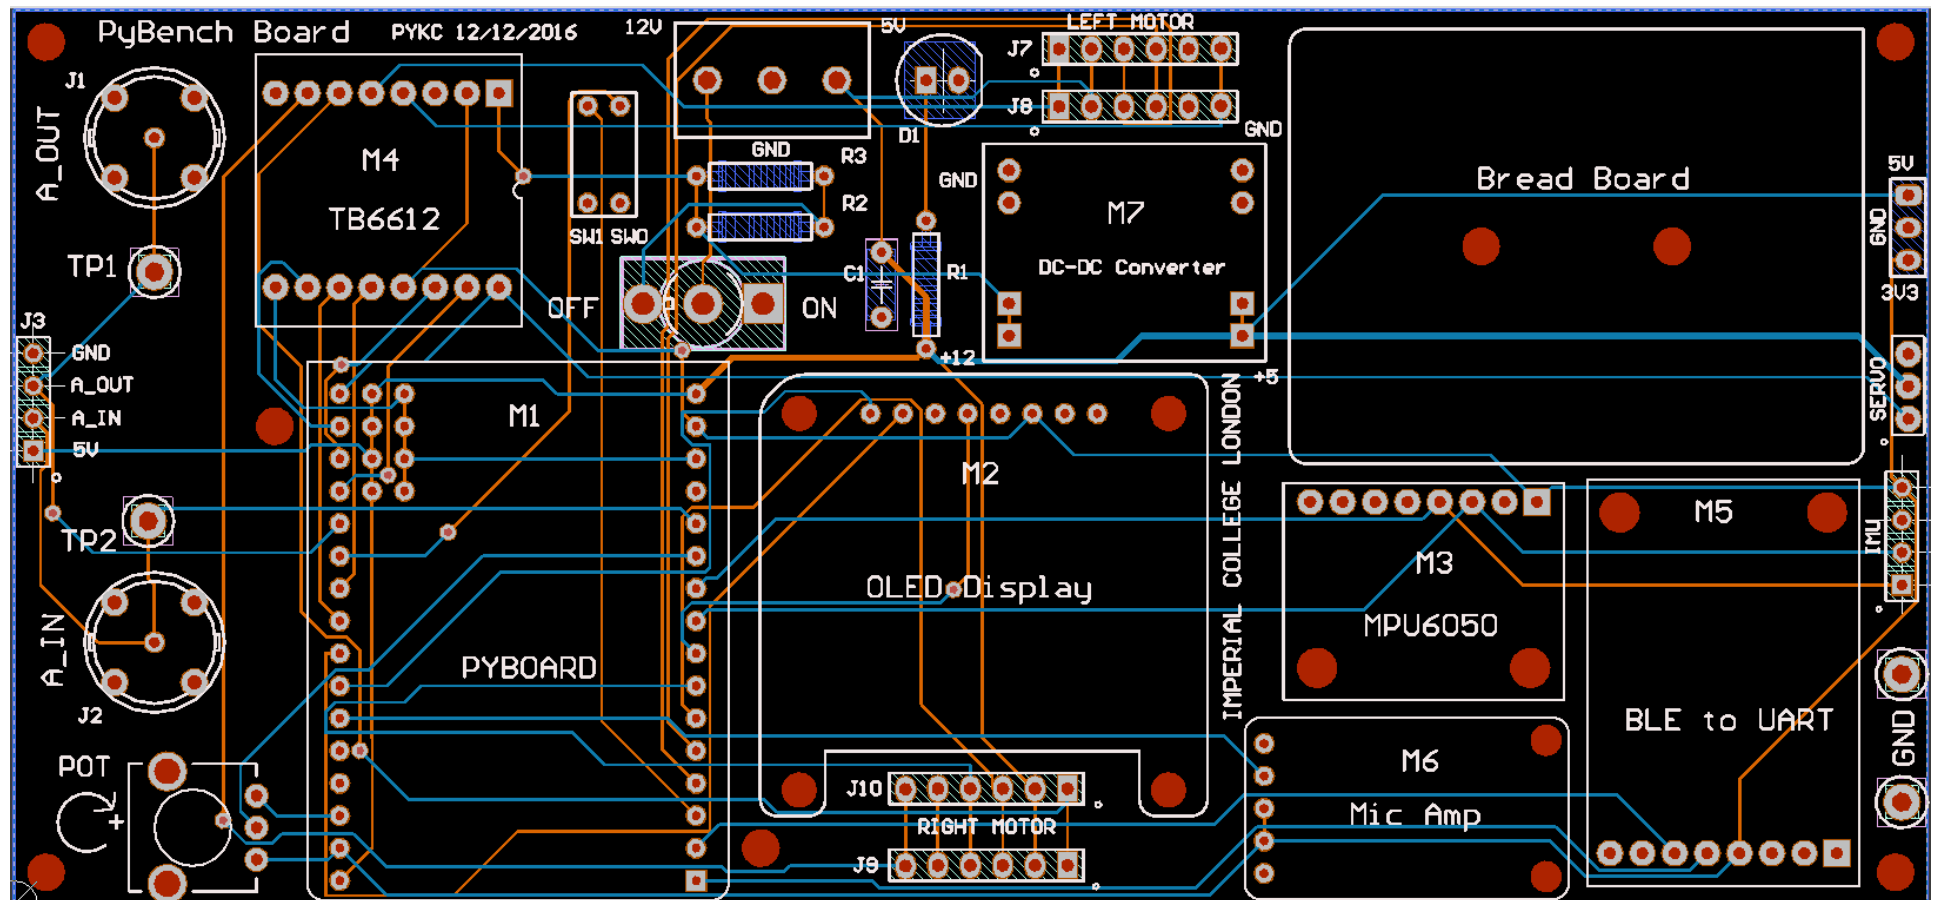 PyBench Board
PYKC 12/12/2016
12V
5V
LEFT MOTOR
J1
J7
A_OUT
J8
D1
GND
M4
GND
R3
GND
5V
Bread Board
R2
M7
TB6612
SW1 SW0
GND
TP1
C1
R1
DC-DC Converter
OFF
ON
3V3
J3
GND
+12
+5
A_OUT
SERVO
A_IN
M1
5V
M2
IMPERIAL COLLEGE LONDON
M5
TP2
IMU
M3
OLED Display
A_IN
MPU6050
PYBOARD
J2
BLE to UART
GND
POT
M6
J10
+
Mic Amp
RIGHT MOTOR
J9